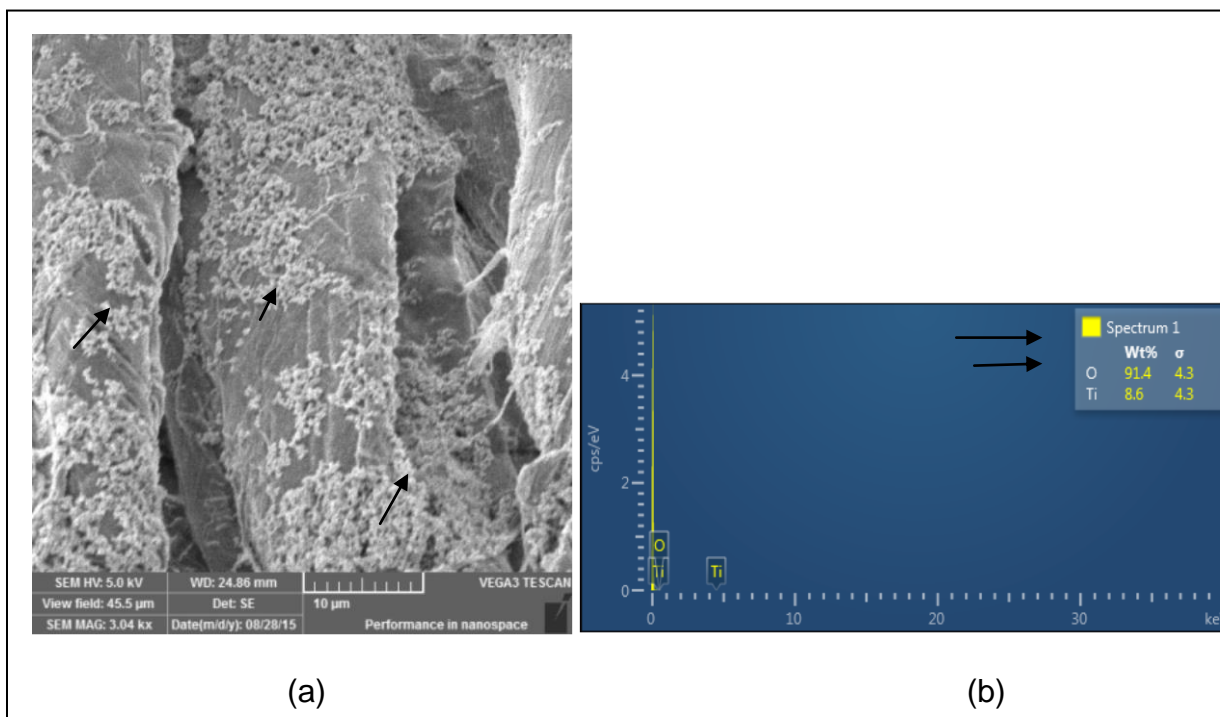 SEM HV: 5.0 kV WD: 24.86 mm VEGA3 TESCAN
View field: 45.5 µm Det: SE 10 µm
SEM MAG: 3.04 kx Date(m/d/y): 08/28/15 Performance in nanospace
(a)
Spectrum 1
Wt% σ
O 91.4 4.3
Ti 8.6 4.3
4
cps/eV
2
O
Ti Ti
0
0 10 20 30 ke
(b)